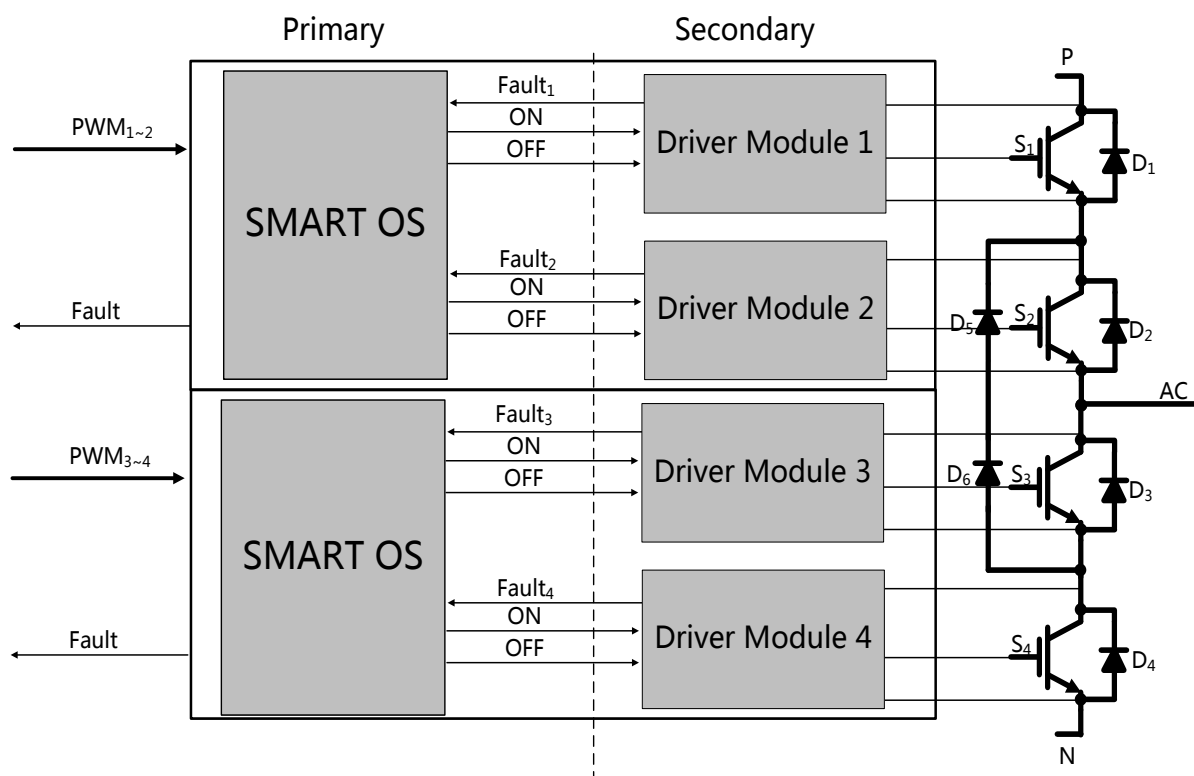 Primary
Secondary
P
Fault₁
PWM₁~₂
ON
Driver Module 1
S₁
D₁
OFF
SMART OS
Fault₂
ON
Driver Module 2
S₂
Fault
OFF
D₅
D₂
AC
Fault₃
PWM₃~₄
ON
Driver Module 3
D₆
S₃
D₃
OFF
SMART OS
Fault₄
ON
Driver Module 4
S₄
Fault
OFF
D₄
N